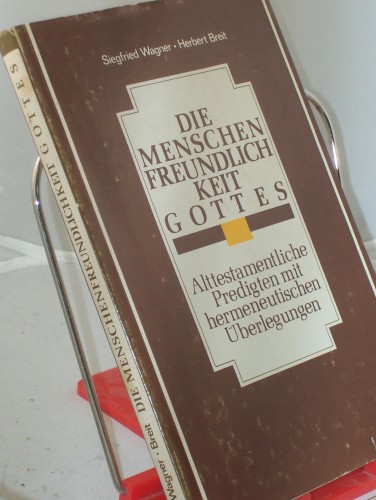 Siegfried Wagner · Herbert Breit
DIE
MENSCHEN
FREUNDLICH
KEIT
GOTTES
Alttestamentliche
Predigten mit
hermeneutischen
Überlegungen
Wagner · Breit DIE MENSCHENFREUNDLICHKEIT GOTTES